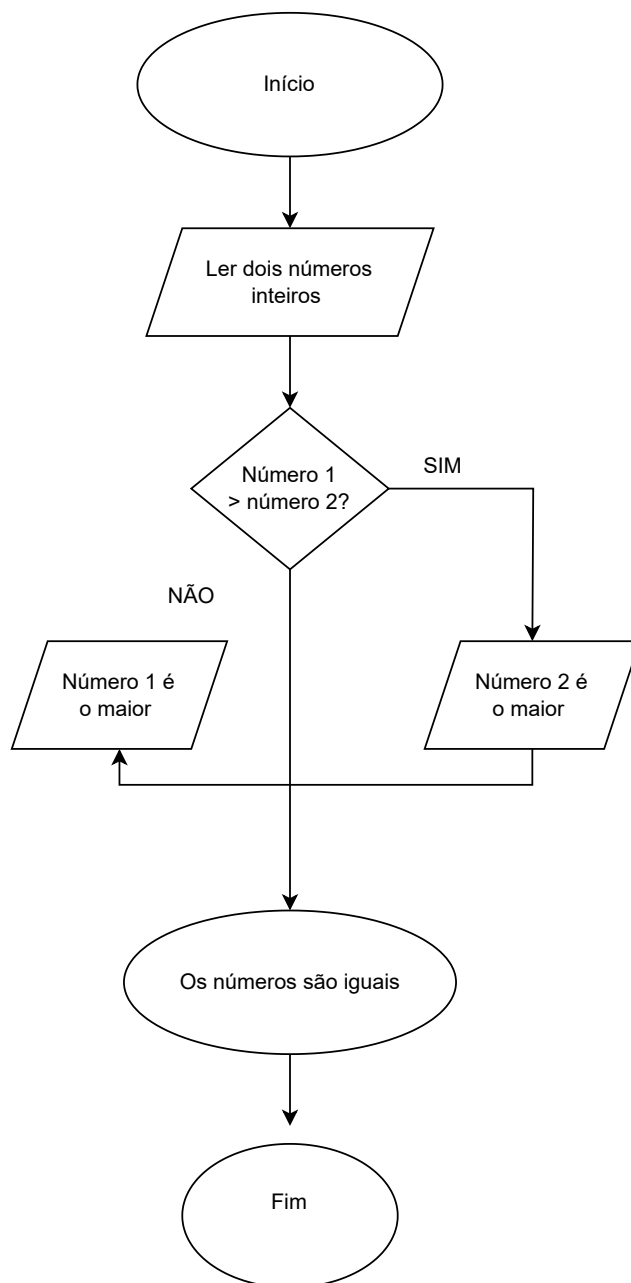 Início
Ler dois números
inteiros
Número 1
> número 2?
SIM
NÃO
Número 1 é
o maior
Número 2 é
o maior
Os números são iguais
Fim